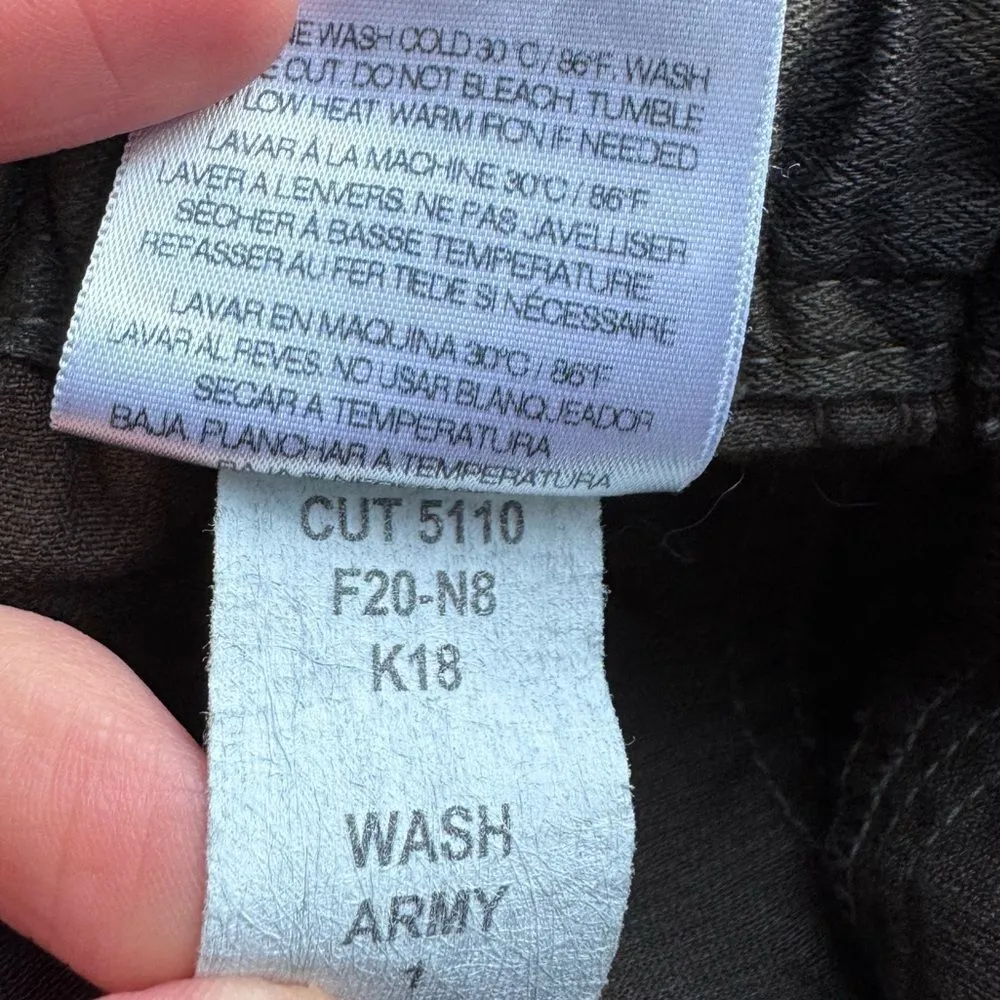 WASH COLD 30°C / 86°F. WASH
CUT. DO NOT BLEACH. TUMBLE
LOW HEAT. WARM IRON IF NEEDED
LAVAR À LA MACHINE 30°C / 86°F
LAVER À L'ENVERS. NE PAS JAVELLISER
SÉCHER À BASSE TEMPERATURE
REPASSER AU FER TIEDE SI NÉCESSAIRE
LAVAR EN MAQUINA 30°C / 86°F
LAVAR AL REVES. NO USAR BLANQUEADOR
SECAR A TEMPERATURA
BAJA. PLANCHAR A TEMPERATURA
CUT 5110
F20-N8
K18
WASH
ARMY